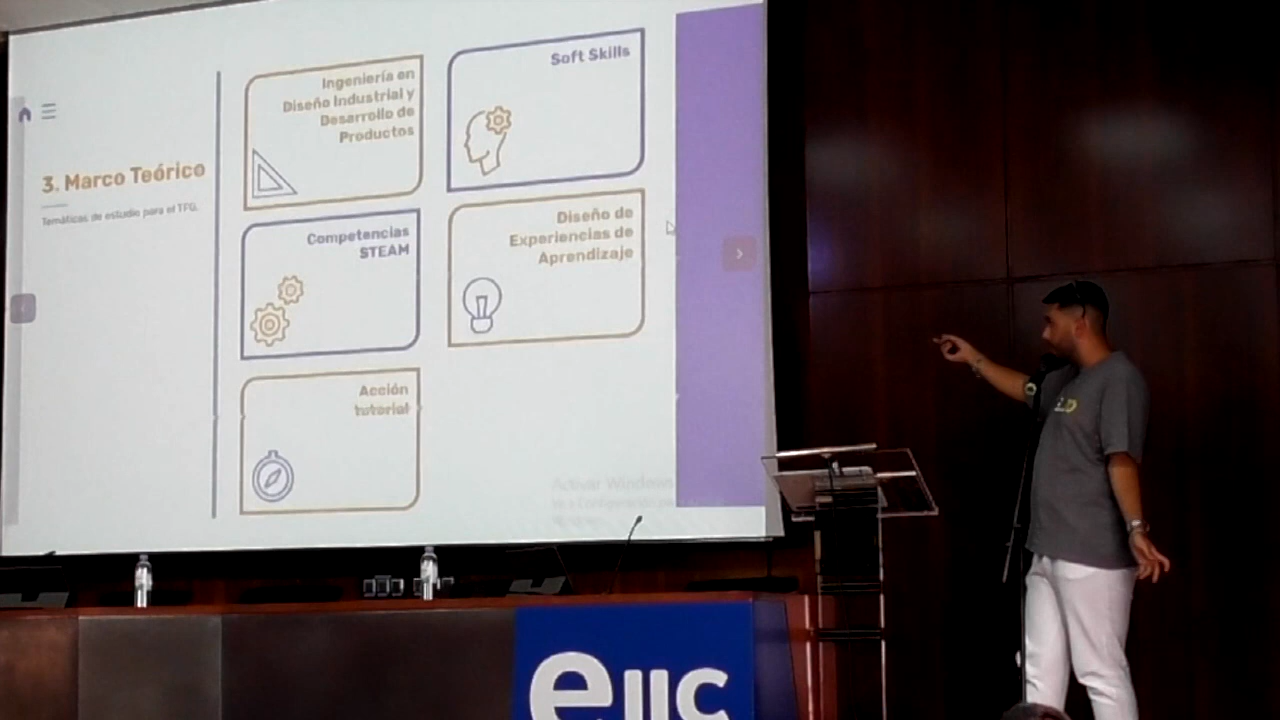 3. Marco Teórico
Temáticas de estudio para el TFG.
Ingeniería en
Diseño Industrial y
Desarrollo de
Productos
Soft Skills
Competencias
STEAM
Diseño de
Experiencias de
Aprendizaje
Acción
tutorial
Activar Windows
eiic